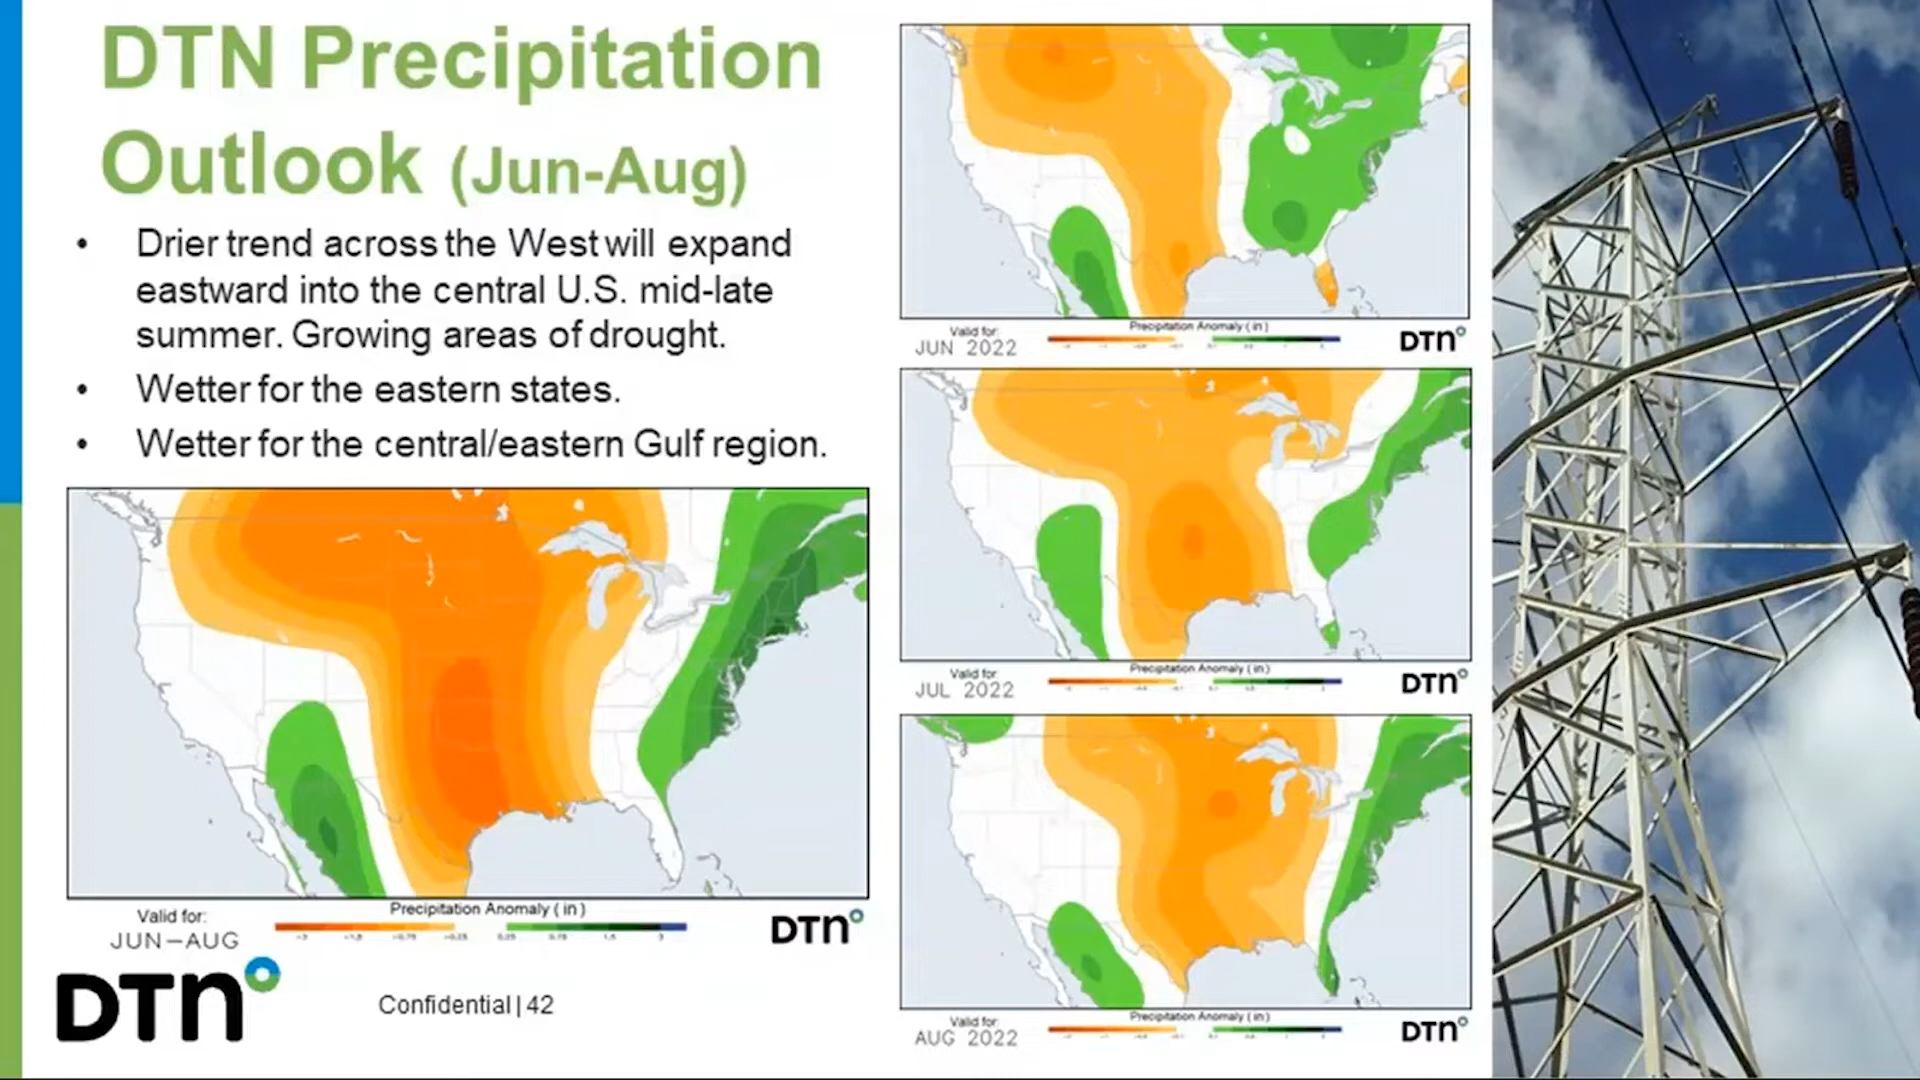 DTN Precipitation
Outlook (Jun-Aug)
• Drier trend across the West will expand
eastward into the central U.S. mid-late
summer. Growing areas of drought.
• Wetter for the eastern states.
• Wetter for the central/eastern Gulf region.
Valid for:
JUN-AUG
Precipitation Anomaly ( in )
DTN
DTN
Confidential | 42
Valid for:
JUN 2022
Precipitation Anomaly ( in )
DTN
Valid for:
JUL 2022
Precipitation Anomaly ( in )
DTN
Valid for:
AUG 2022
Precipitation Anomaly ( in )
DTN